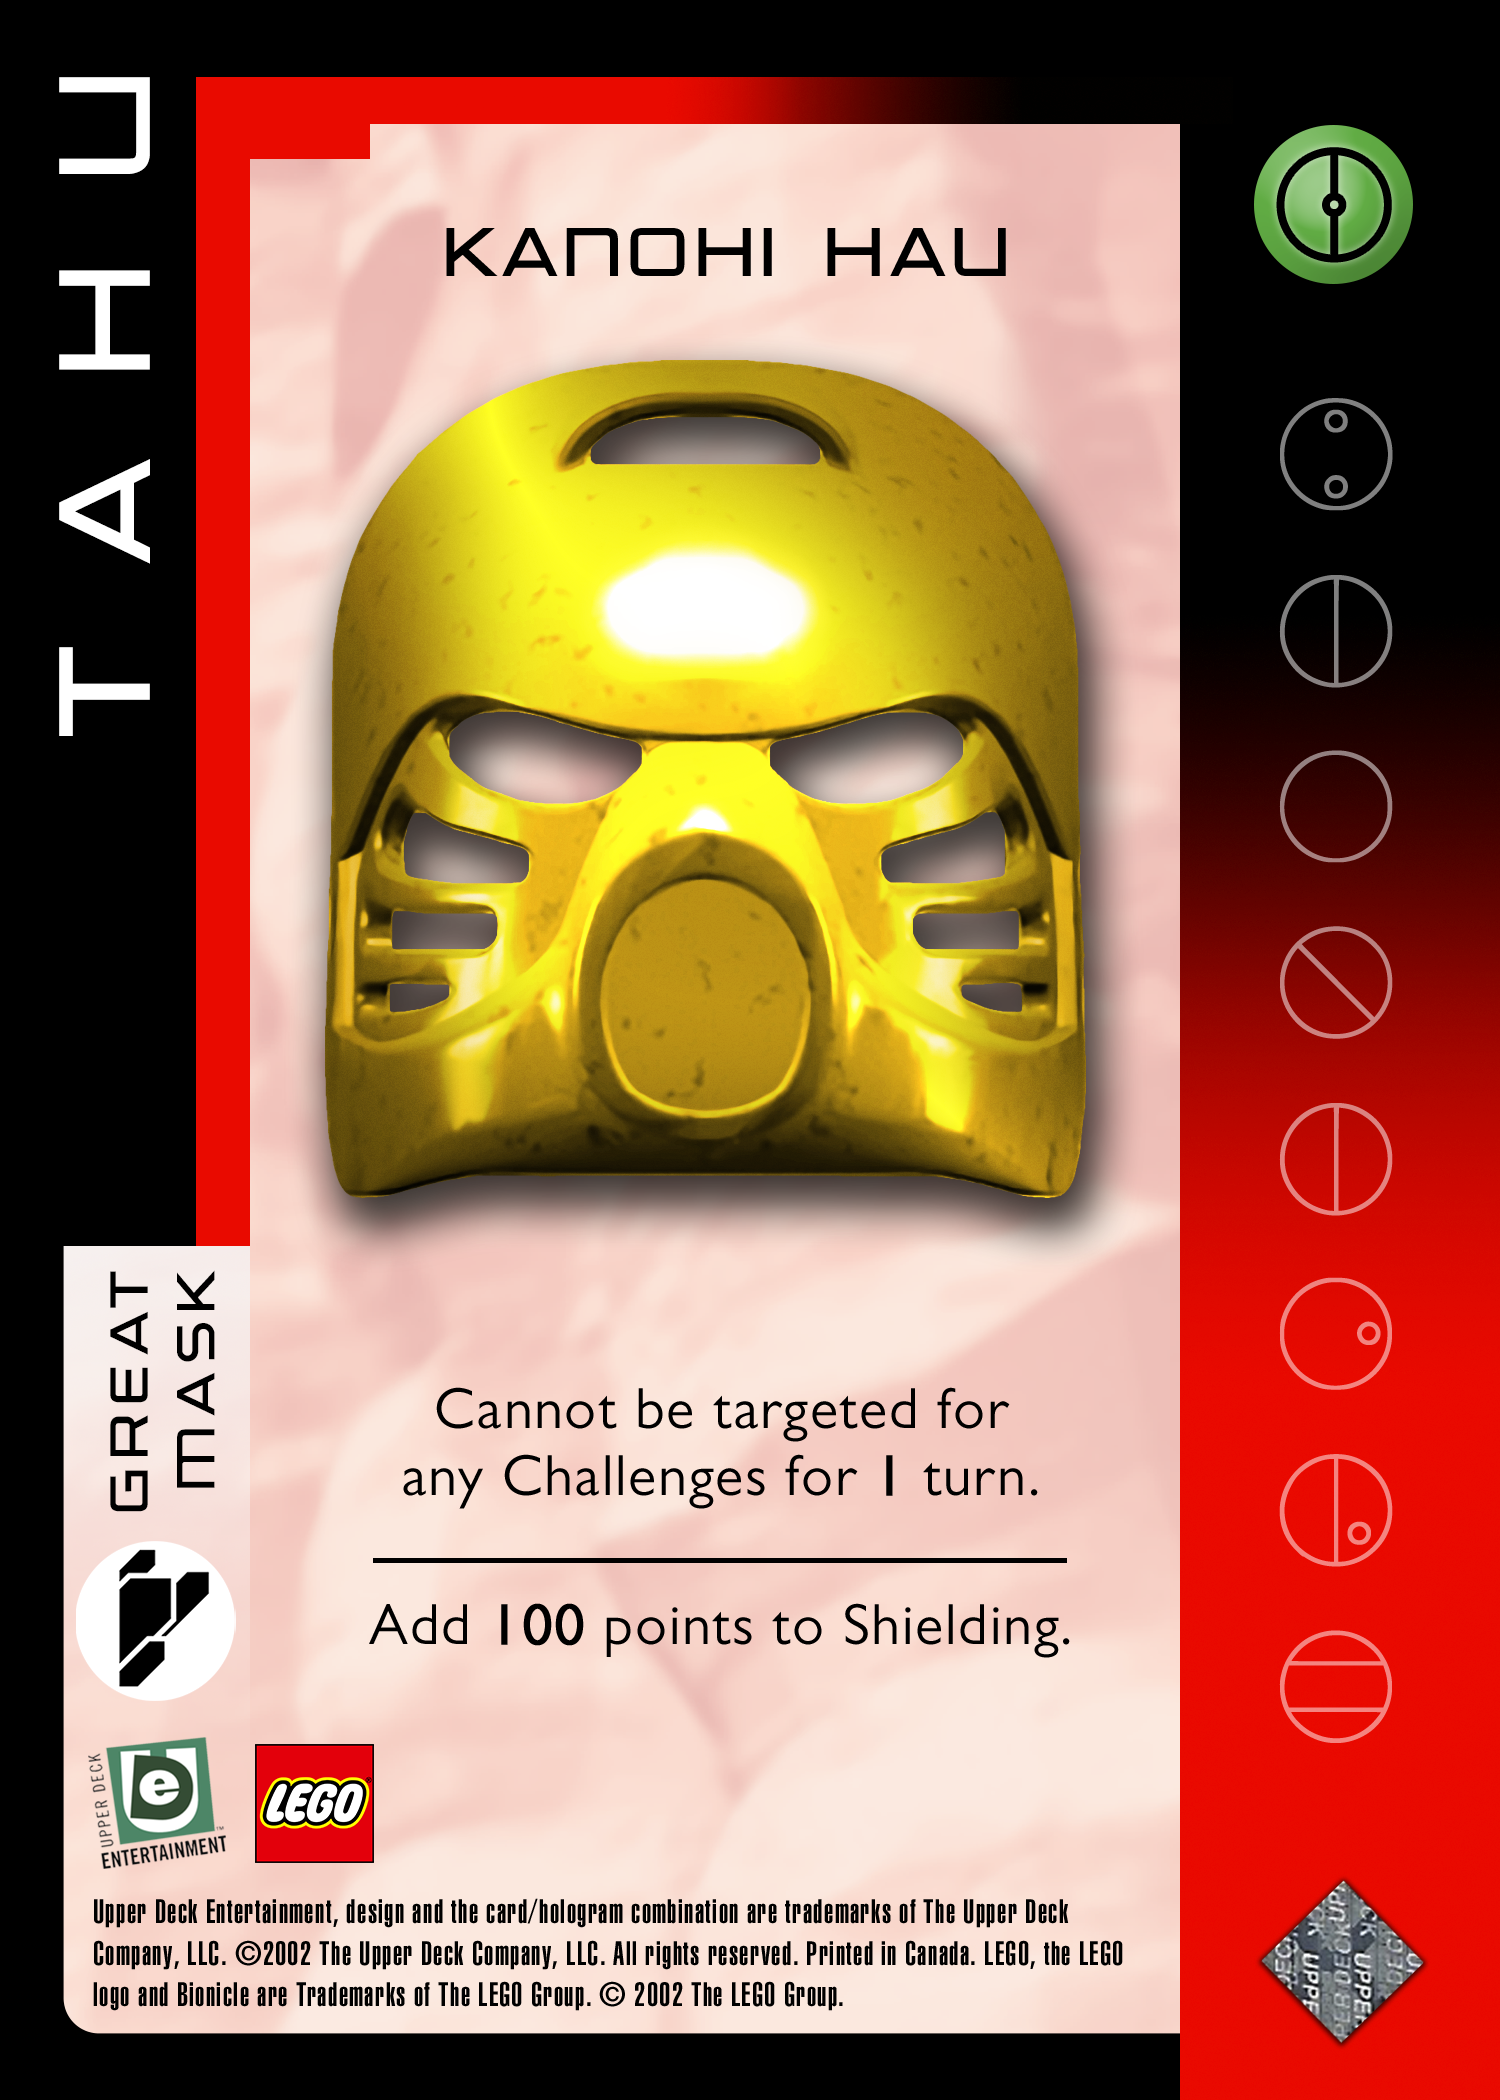 TAHU
KANOHI HAU
GREAT
MASK
Cannot be targeted for
any Challenges for 1 turn.
Add 100 points to Shielding.
UPPER DECK
ENTERTAINMENT
LEGO
Upper Deck Entertainment, design and the card/hologram combination are trademarks of The Upper Deck
Company, LLC. ©2002 The Upper Deck Company, LLC. All rights reserved. Printed in Canada. LEGO, the LEGO
logo and Bionicle are Trademarks of The LEGO Group. © 2002 The LEGO Group.